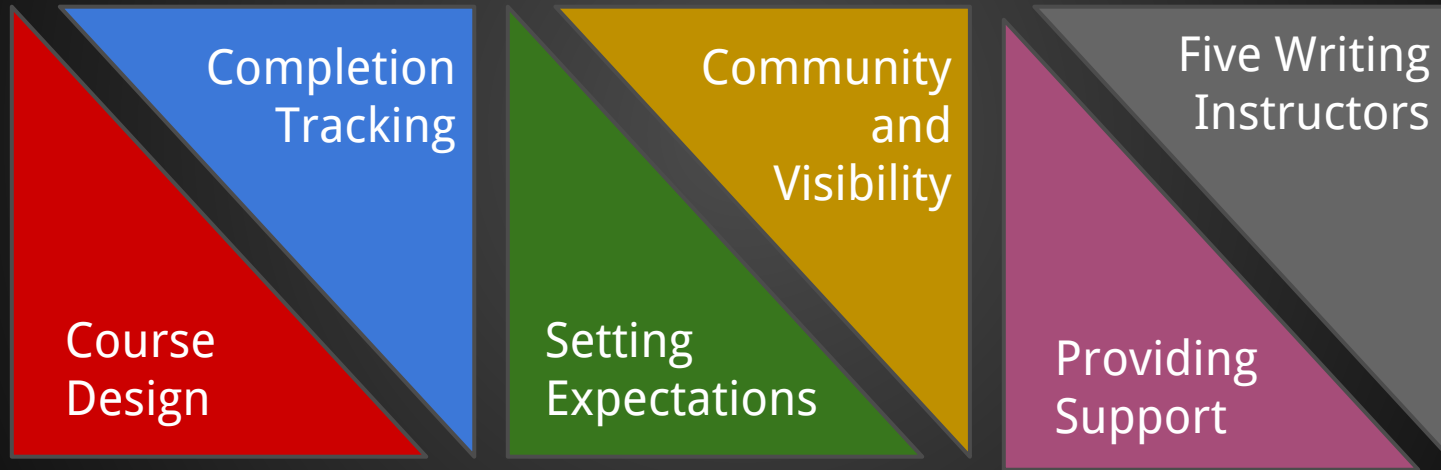 Course
Design
Completion
Tracking
Setting
Expectations
Community
and
Visibility
Providing
Support
Five Writing
Instructors